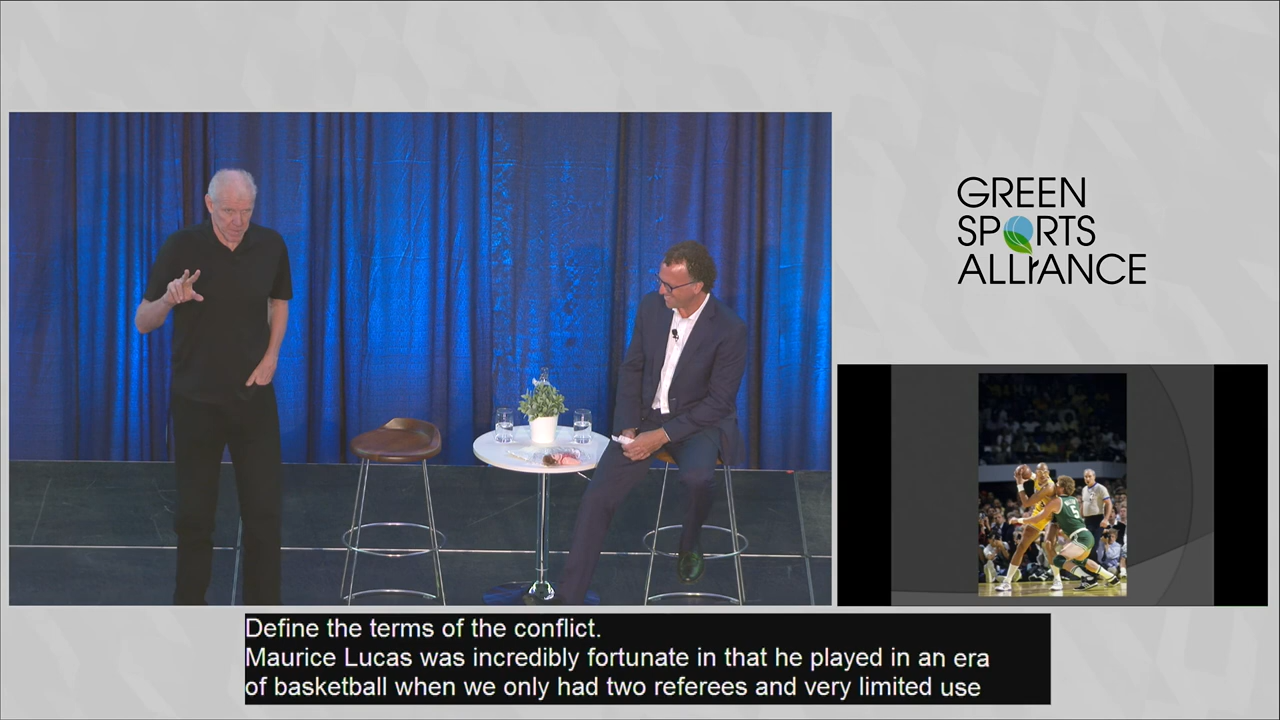 GREEN
SPORTS
ALLIANCE
5
Define the terms of the conflict.
Maurice Lucas was incredibly fortunate in that he played in an era
of basketball when we only had two referees and very limited use